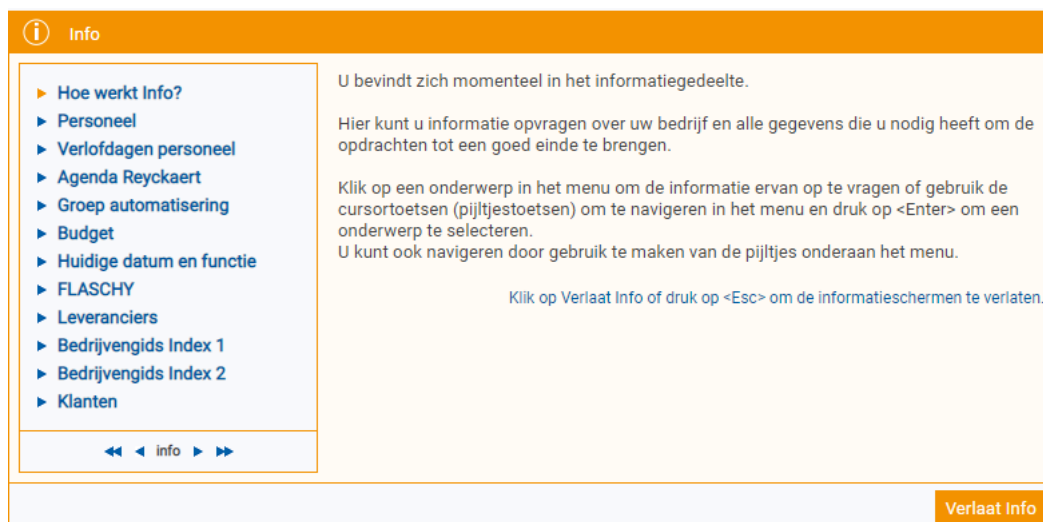 Info
Hoe werkt Info?
Personeel
Verlofdagen personeel
Agenda Reyckaert
Groep automatisering
Budget
Huidige datum en functie
FLASCHY
Leveranciers
Bedrijvengids Index 1
Bedrijvengids Index 2
Klanten
info
U bevindt zich momenteel in het informatiegedeelte.
Hier kunt u informatie opvragen over uw bedrijf en alle gegevens die u nodig heeft om de
opdrachten tot een goed einde te brengen.
Klik op een onderwerp in het menu om de informatie ervan op te vragen of gebruik de
cursortoetsen (pijltjestoetsen) om te navigeren in het menu en druk op <Enter> om een
onderwerp te selecteren.
U kunt ook navigeren door gebruik te maken van de pijltjes onderaan het menu.
Klik op Verlaat Info of druk op <Esc> om de informatieschermen te verlaten.
Verlaat Info